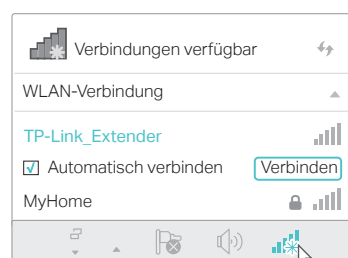 Verbindungen verfügbar
WLAN-Verbindung
TP-Link_Extender
Automatisch verbinden Verbinden
MyHome